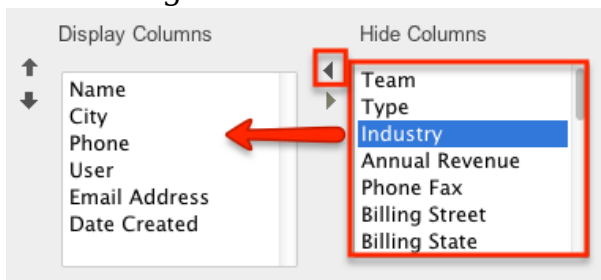 Display Columns
Name
City
Phone
User
Email Address
Date Created
Hide Columns
Team
Type
Industry
Annual Revenue
Phone Fax
Billing Street
Billing State